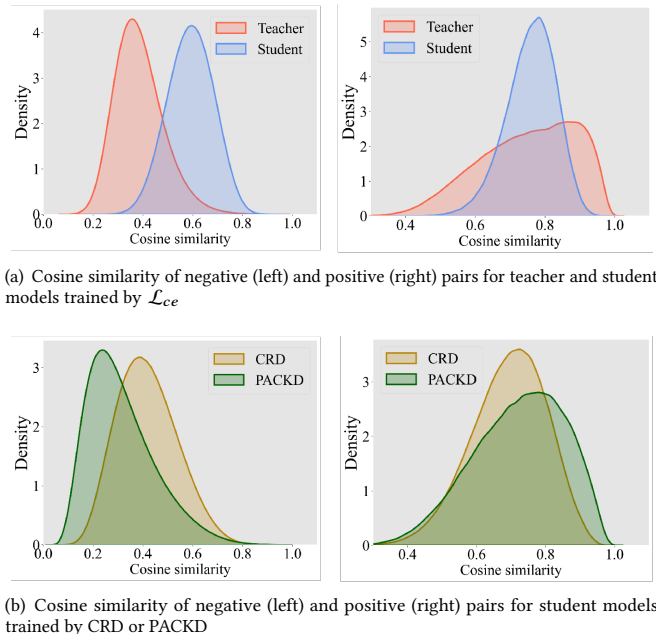 Teacher
Student
Density
4
3
2
1
0
0.0 0.2 0.4 0.6 0.8 1.0
Cosine similarity
Teacher
Student
Density
5
4
3
2
1
0
0.4 0.6 0.8 1.0
Cosine similarity
(a) Cosine similarity of negative (left) and positive (right) pairs for teacher and student
models trained by ℒce
CRD
PACKD
Density
3
2
1
0
0.0 0.2 0.4 0.6 0.8 1.0
Cosine similarity
CRD
PACKD
Density
3
2
1
0
0.4 0.6 0.8 1.0
Cosine similarity
(b) Cosine similarity of negative (left) and positive (right) pairs for student models
trained by CRD or PACKD